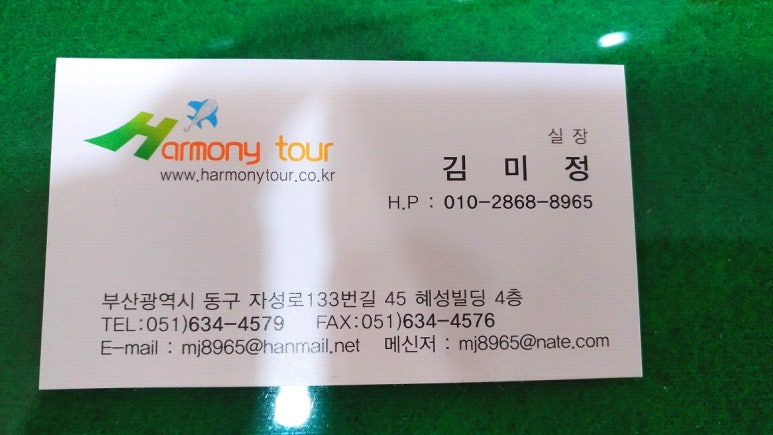 Harmony tour
www.harmonytour.co.kr
실 장
김 미 정
H.P : 010-2868-8965
부산광역시 동구 자성로133번길 45 혜성빌딩 4층
TEL:051)634-4579 FAX:051)634-4576
E-mail : mj8965@hanmail.net 메신저 : mj8965@nate.com